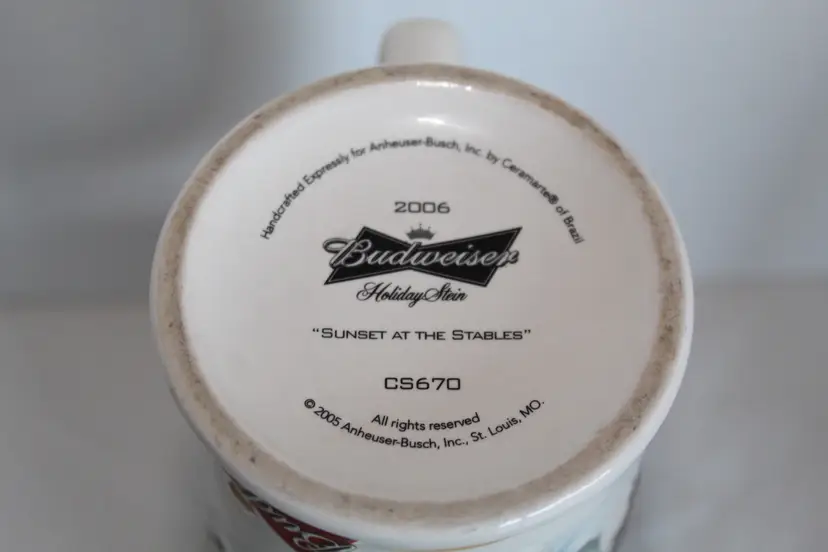 Handcrafted Expressly for Anheuser-Busch, Inc. by Ceramarte® of Brazil
2006
Budweiser
Holiday Stein
“SUNSET AT THE STABLES”
CS670
All rights reserved
© 2005 Anheuser-Busch, Inc., St. Louis, MO.